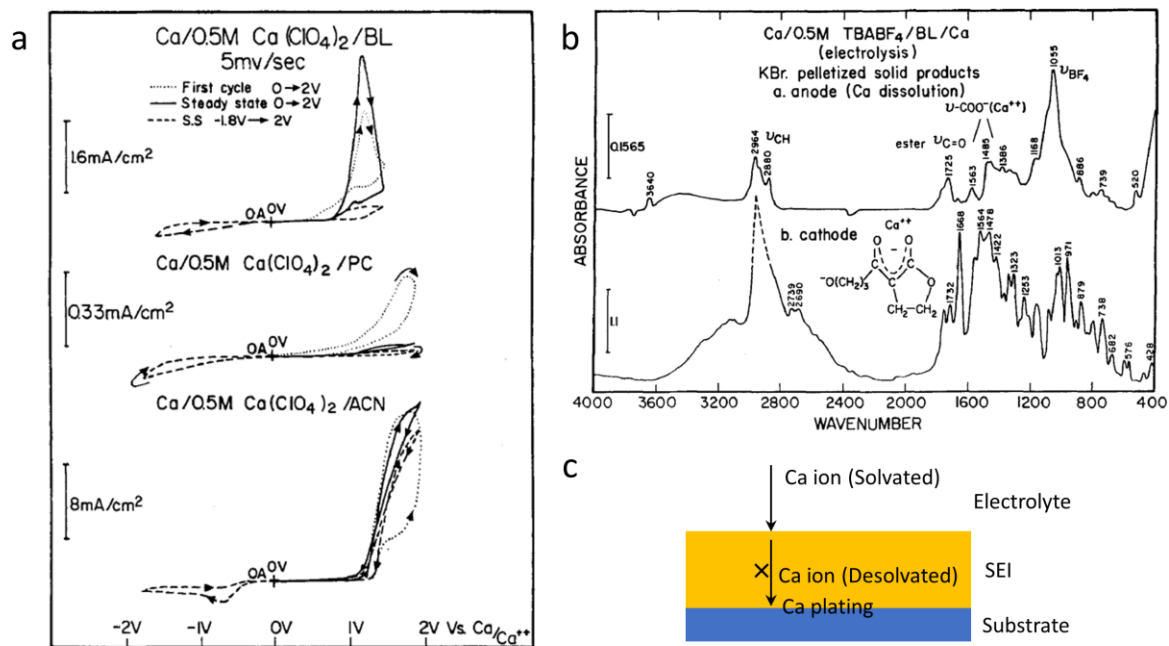 a
Ca/0.5M Ca(ClO4)2/BL
5mv/sec
First cycle 0→2V
Steady state 0→2V
S.S -1.8V→2V
1.6mA/cm²
OA OV
Ca/0.5M Ca(ClO4)2/PC
0.33mA/cm²
OA OV
Ca/0.5M Ca(ClO4)2/ACN
8mA/cm²
OA OV
-2V -1V OV 1V 2V Vs. Ca/Ca++
b
Ca/0.5M TBABF4/BL/Ca
(electrolysis)
KBr. pelletized solid products
a. anode (Ca dissolution)
1055
νBF4
ν-COO⁻(Ca++)
ester νC=O
νCH
0.1565
3640
2964
2880
1725
1563
1485
1386
1168
886
739
520
ABSORBANCE
b. cathode
Ca++
O O
⁻O(CH2)3 C C
C O
CH2-CH2
1.1
2739
2690
1732
1668
1564
1478
1422
1323
1253
1013
971
879
738
682
576
428
4000 3600 2800 2000 1600 1200 800 400
WAVENUMBER
c
Ca ion (Solvated)
Electrolyte
Ca ion (Desolvated)
SEI
Ca plating
Substrate